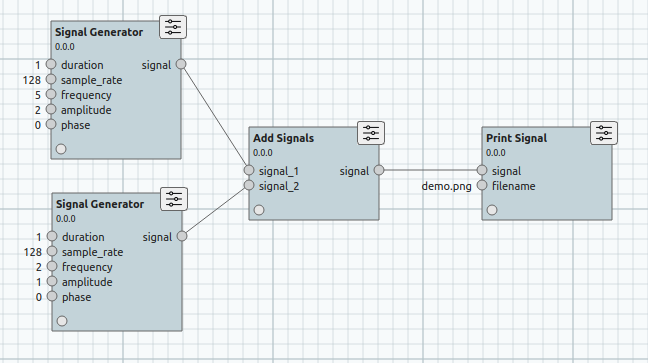 Signal Generator
0.0.0
1 duration signal
128 sample_rate
5 frequency
2 amplitude
0 phase
Add Signals
0.0.0
signal_1 signal
signal_2
Print Signal
0.0.0
signal
demo.png filename
Signal Generator
0.0.0
1 duration signal
128 sample_rate
2 frequency
1 amplitude
0 phase